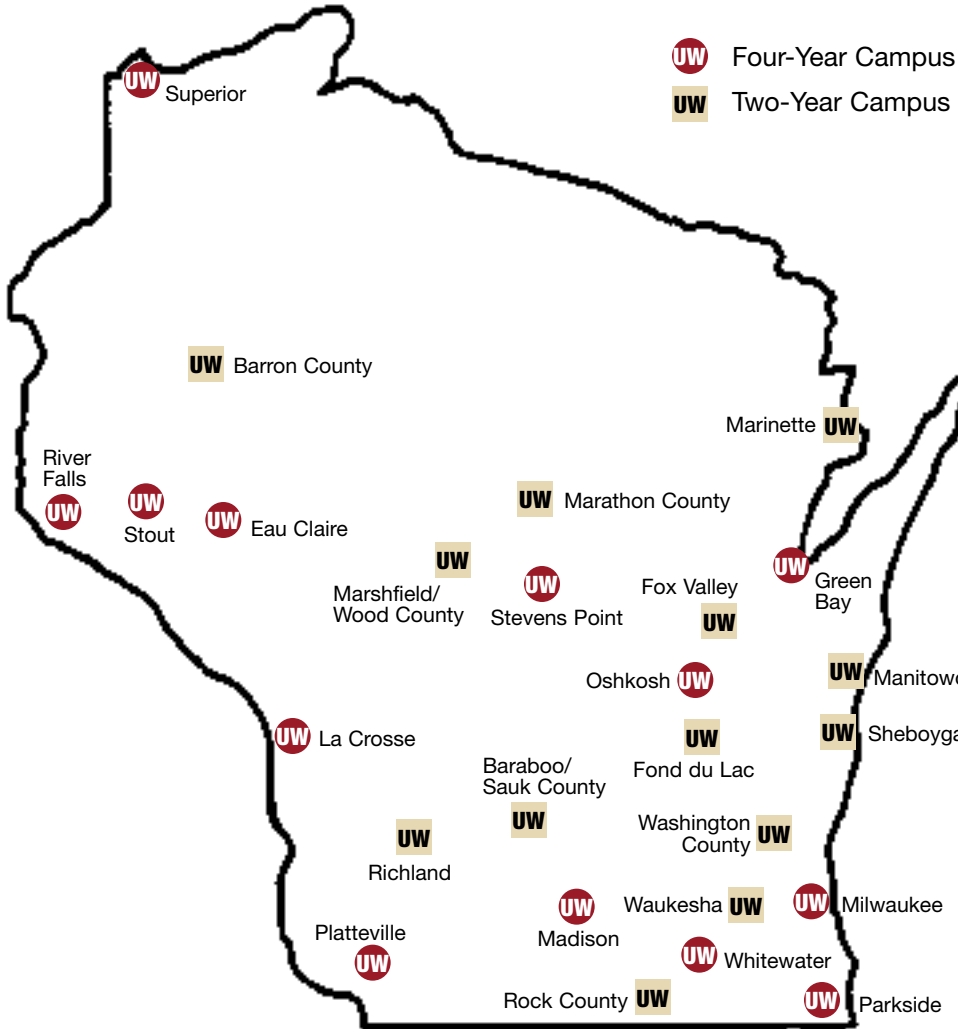 UW Four-Year Campus
UW Two-Year Campus
UW
Superior
UW Barron County
Marinette UW
River
Falls
UW
UW
Stout
UW Eau Claire
UW Marathon County
UW
Marshfield/
Wood County
UW
Stevens Point
Fox Valley
UW
UW
Green
Bay
Oshkosh UW
UW Manitowo
UW Sheboyga
UW La Crosse
UW
Fond du Lac
Baraboo/
Sauk County
UW
Washington
County
UW
UW
Richland
UW
Madison
Waukesha UW
UW Milwaukee
Platteville
UW
UW Whitewater
Rock County UW
UW Parkside